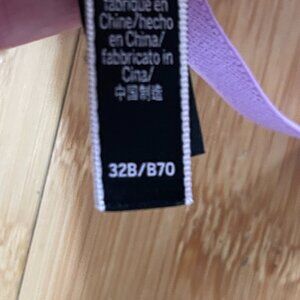 fabriqué en
Chine/hecho
en China/
fabbricato in
Cina/
中国制造
32B/B70